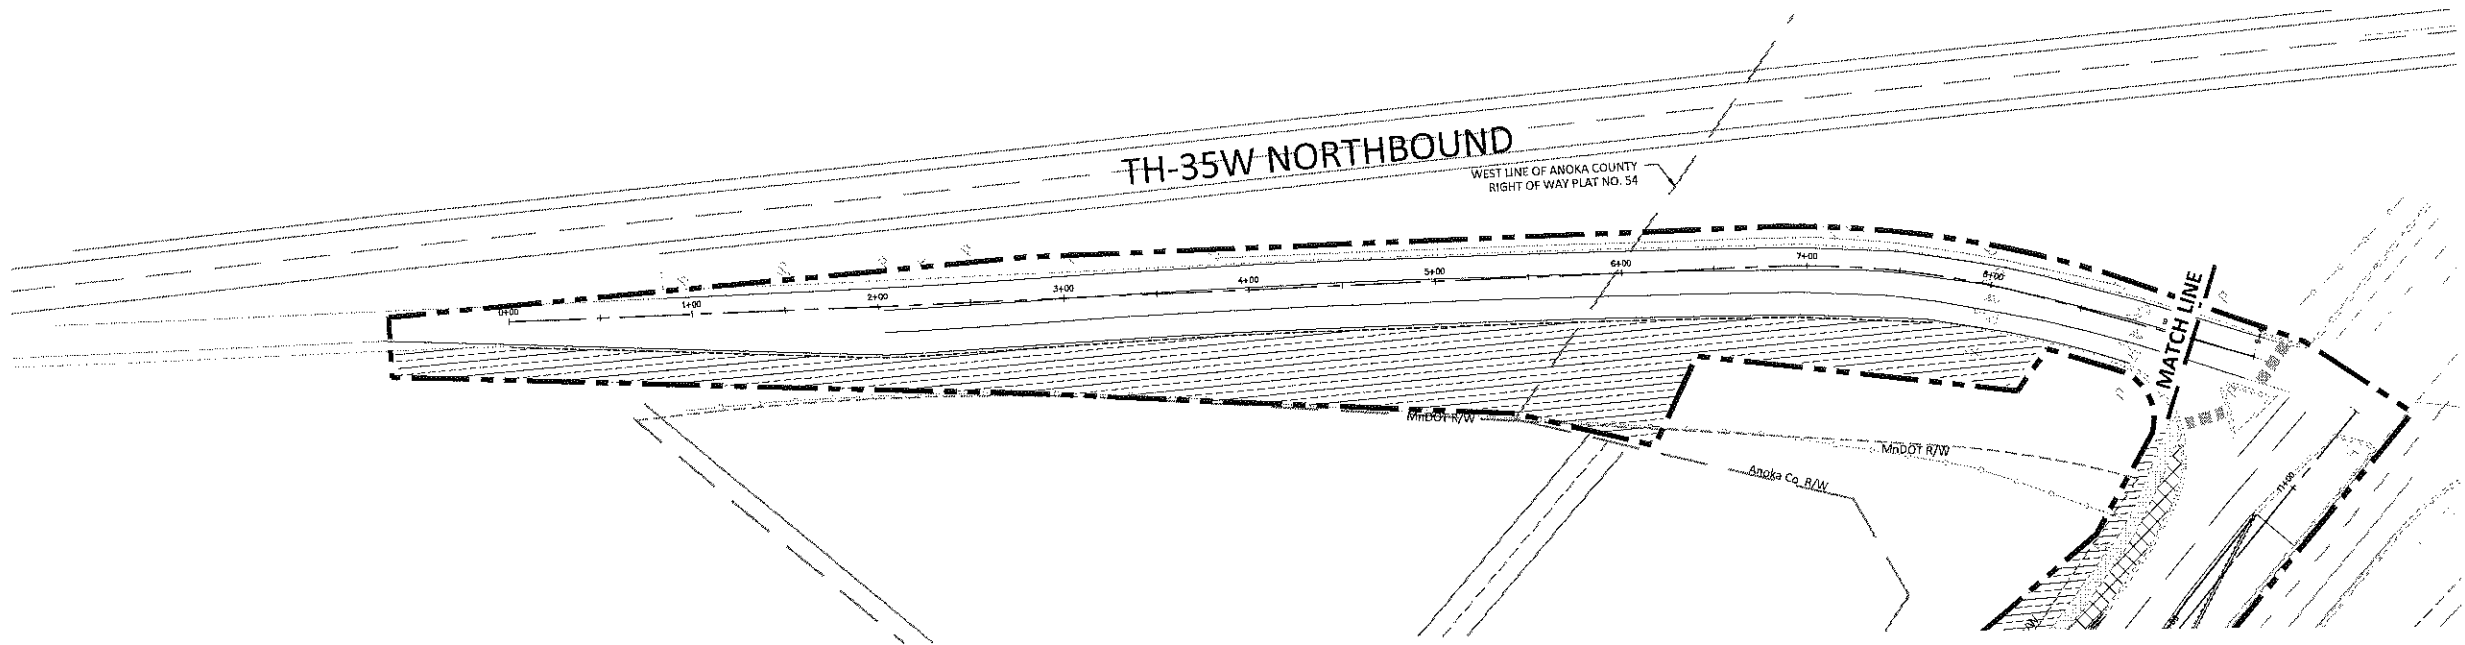 TH-35W NORTHBOUND
WEST LINE OF ANOKA COUNTY
RIGHT OF WAY PLAT NO. 54
0+00
1+00
2+00
3+00
4+00
5+00
6+00
7+00
8+00
MATCH LINE
MnDOT R/W
MnDOT R/W
Anoka Co. R/W
11+00